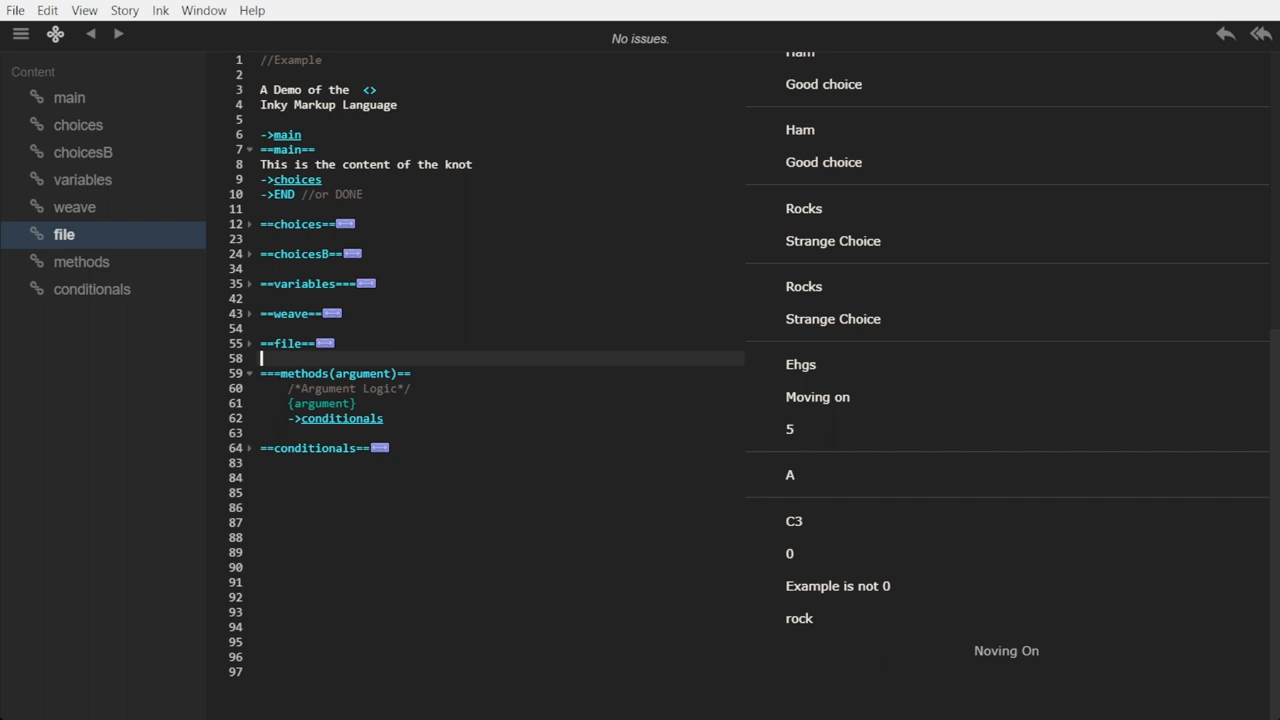 File Edit View Story Ink Window Help
No issues.
Content
main
choices
choicesB
variables
weave
file
methods
conditionals
1 //Example
2
3 A Demo of the <>
4 Inky Markup Language
5
6 ->main
7 ==main==
8 This is the content of the knot
9 ->choices
10 ->END //or DONE
11
12 ==choices==
23
24 ==choicesB==
34
35 ==variables===
42
43 ==weave==
54
55 ==file==
58
59 ===methods(argument)==
60 /*Argument Logic*/
61 {argument}
62 ->conditionals
63
64 ==conditionals==
83
84
85
86
87
88
89
90
91
92
93
94
95
96
97
Ham
Good choice
Ham
Good choice
Rocks
Strange Choice
Rocks
Strange Choice
Ehgs
Moving on
5
A
C3
0
Example is not 0
rock
Noving On